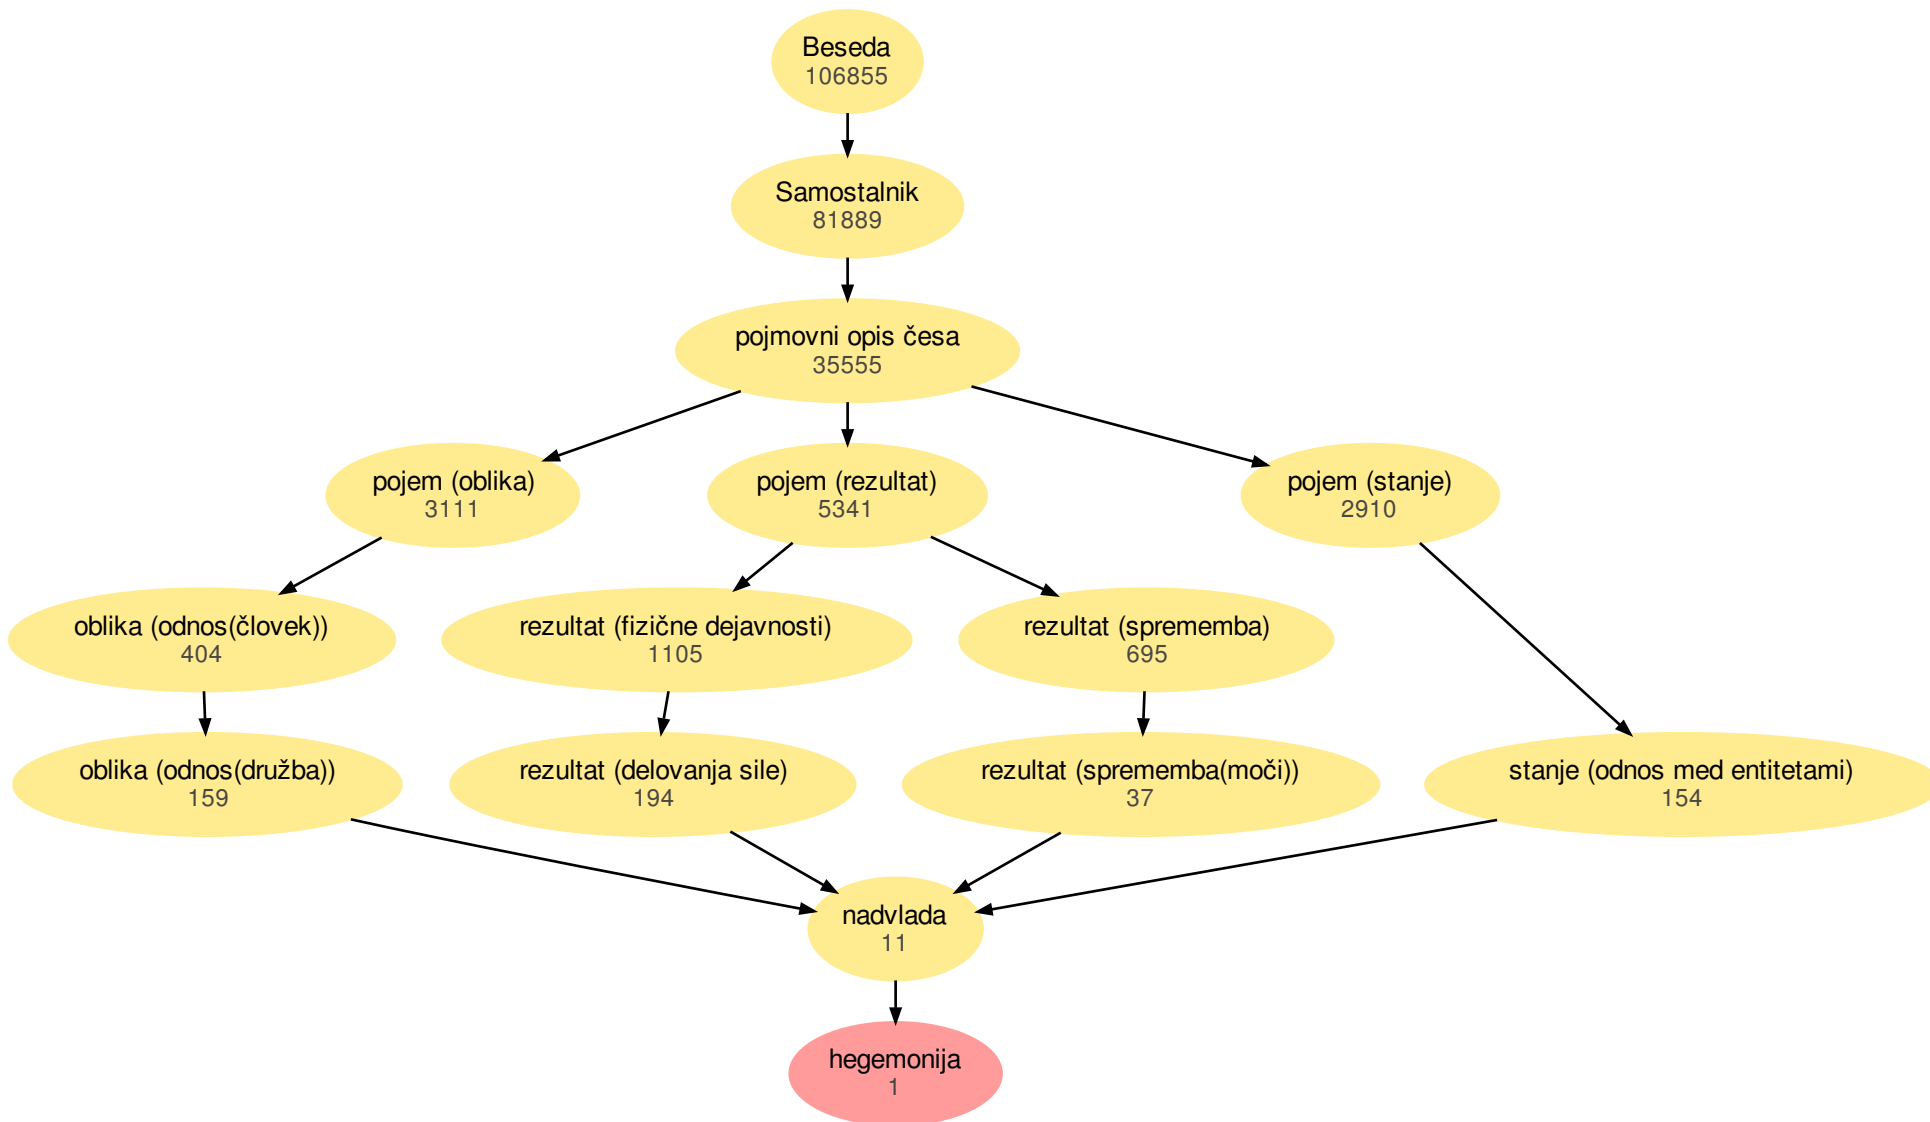 Beseda
106855
Samostalnik
81889
pojmovni opis česa
35555
pojem (oblika)
3111
pojem (rezultat)
5341
pojem (stanje)
2910
oblika (odnos(človek))
404
rezultat (fizične dejavnosti)
1105
rezultat (sprememba)
695
oblika (odnos(družba))
159
rezultat (delovanja sile)
194
rezultat (sprememba(moči))
37
stanje (odnos med entitetami)
154
nadvlada
11
hegemonija
1